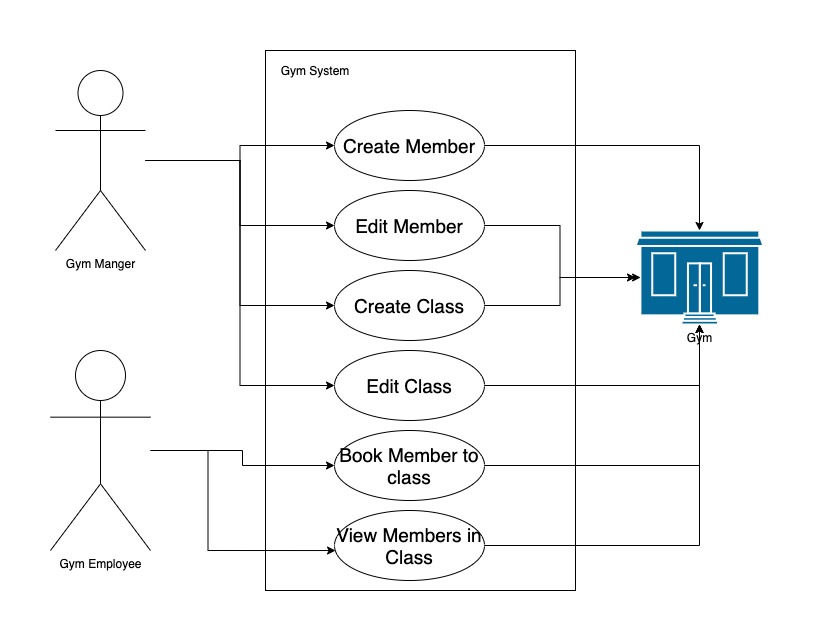 Gym System
Create Member
Edit Member
Gym Manger
Create Class
Gym
Edit Class
Book Member to
class
View Members in
Class
Gym Employee